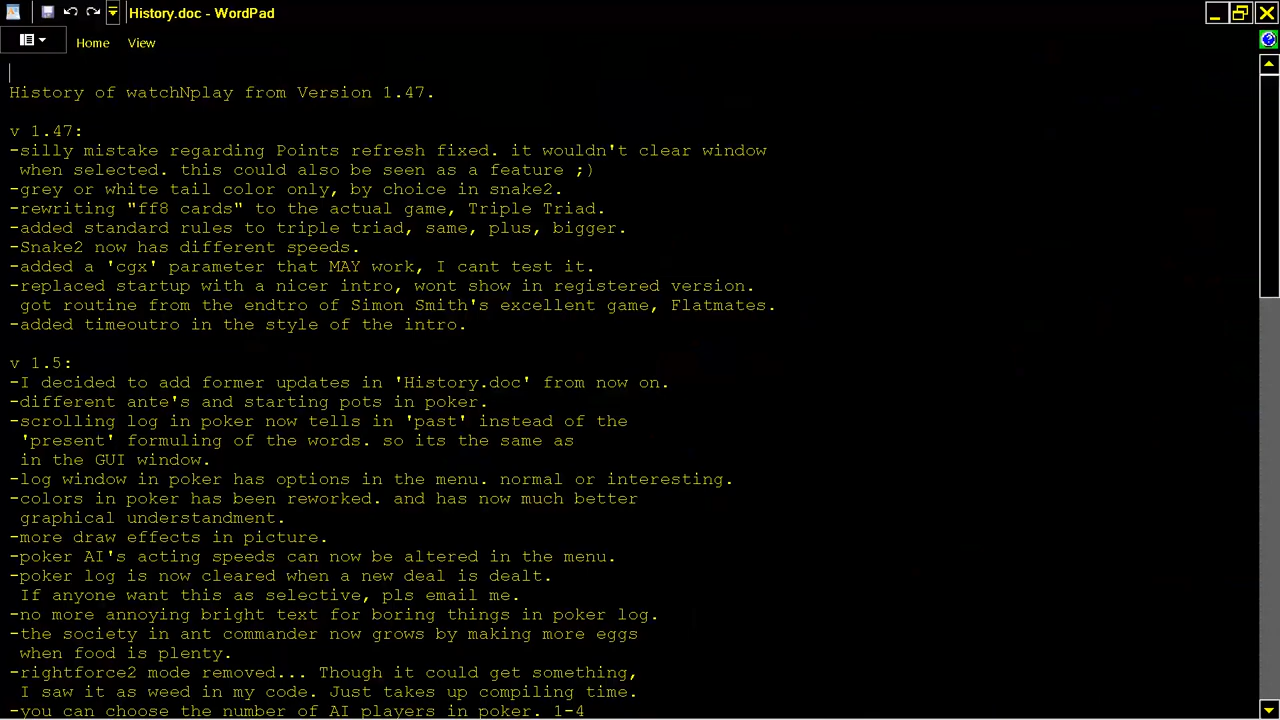 History.doc - WordPad
Home View
History of watchNplay from Version 1.47.
v 1.47:
-silly mistake regarding Points refresh fixed. it wouldn't clear window
when selected. this could also be seen as a feature ;)
-grey or white tail color only, by choice in snake2.
-rewriting "ff8 cards" to the actual game, Triple Triad.
-added standard rules to triple triad, same, plus, bigger.
-Snake2 now has different speeds.
-added a 'cgx' parameter that MAY work, I cant test it.
-replaced startup with a nicer intro, wont show in registered version.
got routine from the endtro of Simon Smith's excellent game, Flatmates.
-added timeoutro in the style of the intro.
v 1.5:
-I decided to add former updates in 'History.doc' from now on.
-different ante's and starting pots in poker.
-scrolling log in poker now tells in 'past' instead of the
'present' formuling of the words. so its the same as
in the GUI window.
-log window in poker has options in the menu. normal or interesting.
-colors in poker has been reworked. and has now much better
graphical understandment.
-more draw effects in picture.
-poker AI's acting speeds can now be altered in the menu.
-poker log is now cleared when a new deal is dealt.
If anyone want this as selective, pls email me.
-no more annoying bright text for boring things in poker log.
-the society in ant commander now grows by making more eggs
when food is plenty.
-rightforce2 mode removed... Though it could get something,
I saw it as weed in my code. Just takes up compiling time.
-you can choose the number of AI players in poker. 1-4